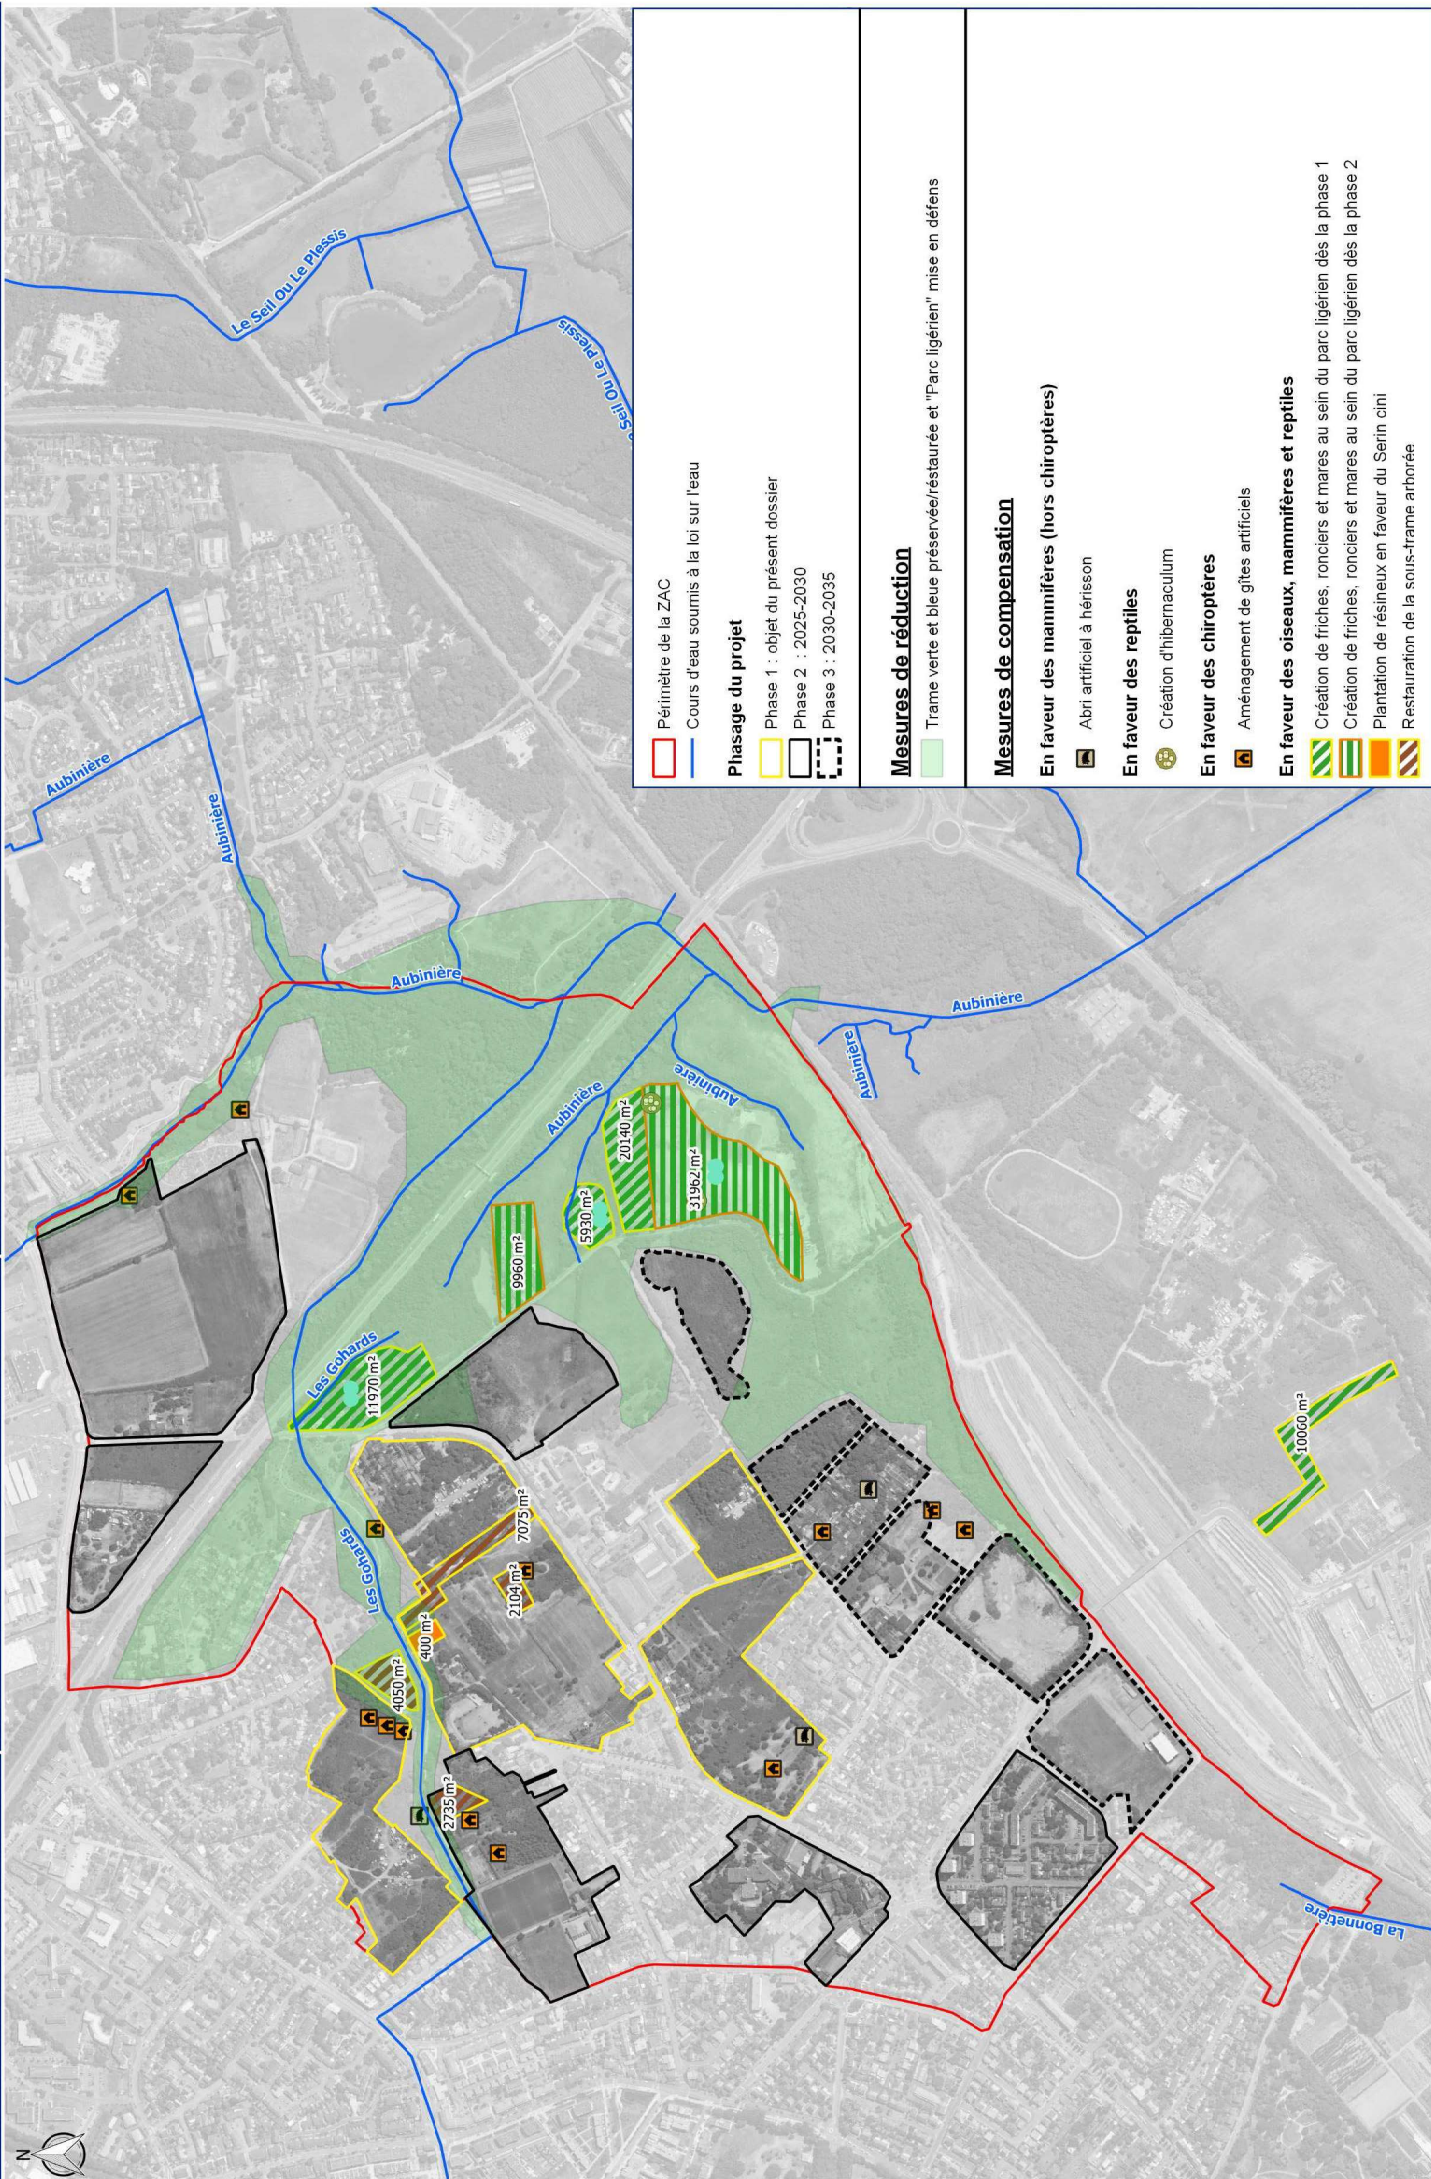 N
Aubinière
Aubinière
Le Seil Ou Le Plessis
Seil Ou Le Plessis
Aubinière
Aubinière
Aubinière
Aubinière
Aubinière
Les Gohards
Les Gohards
La Bonnetière
11970 m²
9960 m²
5930 m²
20140 m²
31962 m²
7075 m²
2104 m²
400 m²
4050 m²
2735 m²
10060 m²
Périmètre de la ZAC
Cours d'eau soumis à la loi sur l'eau
Phasage du projet
Phase 1 : objet du présent dossier
Phase 2 : 2025-2030
Phase 3 : 2030-2035
Mesures de réduction
Trame verte et bleue préservée/réstaurée et "Parc ligérien" mise en défens
Mesures de compensation
En faveur des mammifères (hors chiroptères)
Abri artificiel à hérisson
En faveur des reptiles
Création d'hibernaculum
En faveur des chiroptères
Aménagement de gîtes artificiels
En faveur des oiseaux, mammifères et reptiles
Création de friches, ronciers et mares au sein du parc ligérien dès la phase 1
Création de friches, ronciers et mares au sein du parc ligérien dès la phase 2
Plantation de résineux en faveur du Serin cini
Restauration de la sous-trame arborée